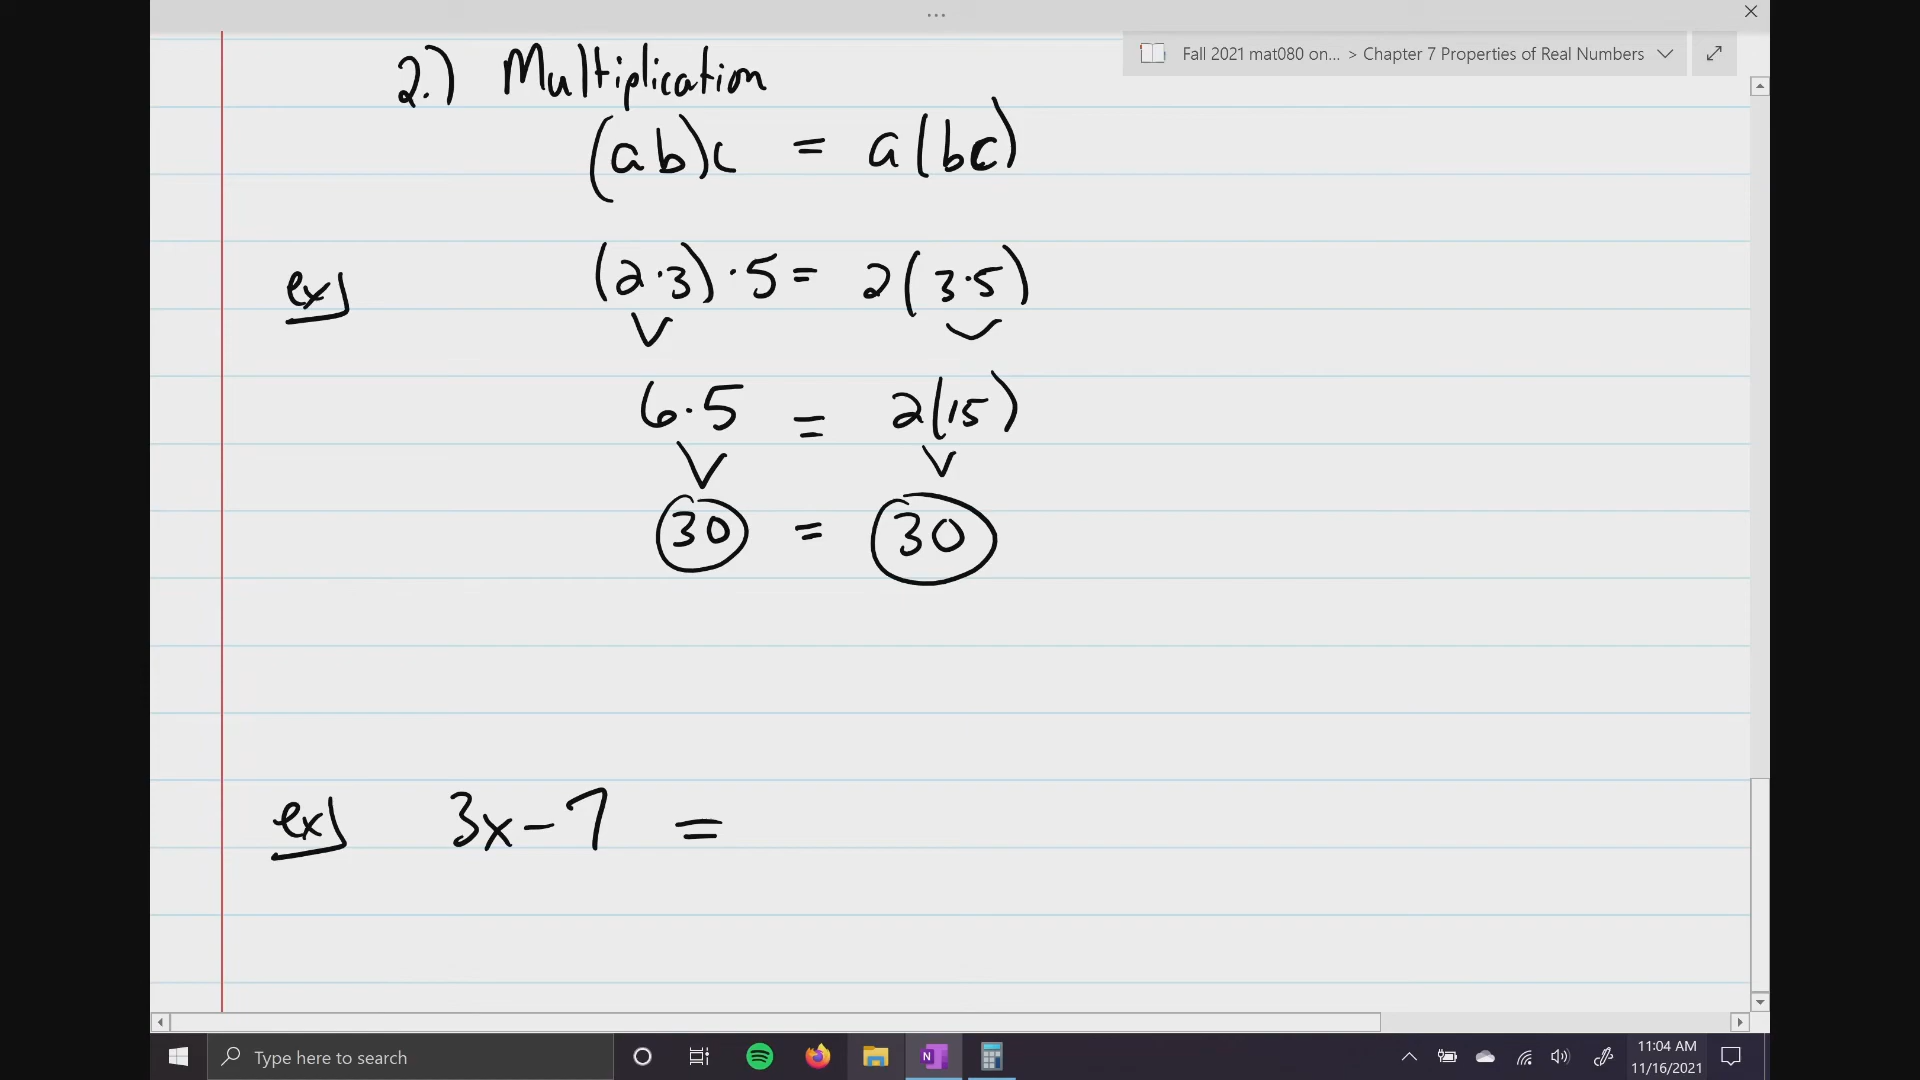 ...
Fall 2021 mat080 on... > Chapter 7 Properties of Real Numbers
2.) Multiplication
(ab)c = a(bc)
ex) (2·3)·5 = 2(3·5)
6·5 = 2(15)
30 = 30
ex) 3x-7 =
Type here to search
11:04 AM
11/16/2021